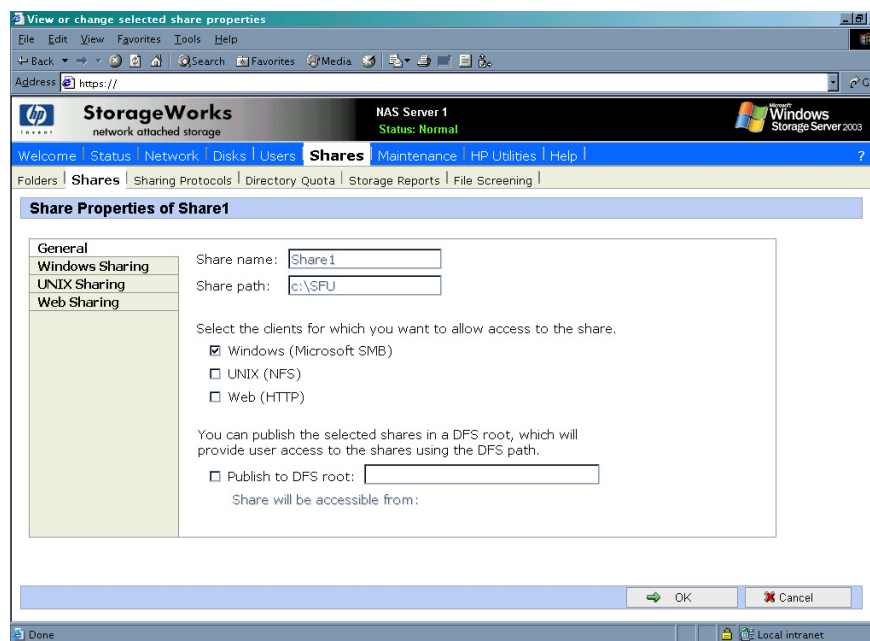 View or change selected share properties
File Edit View Favorites Tools Help
Back Search Favorites Media
Address https://
hp
invent
StorageWorks
network attached storage
NAS Server 1
Status: Normal
Microsoft
Windows
Storage Server 2003
Welcome Status Network Disks Users Shares Maintenance HP Utilities Help ?
Folders Shares Sharing Protocols Directory Quota Storage Reports File Screening
Share Properties of Share1
General
Windows Sharing
UNIX Sharing
Web Sharing
Share name: Share1
Share path: c:\SFU
Select the clients for which you want to allow access to the share.
Windows (Microsoft SMB)
UNIX (NFS)
Web (HTTP)
You can publish the selected shares in a DFS root, which will
provide user access to the shares using the DFS path.
Publish to DFS root:
Share will be accessible from:
OK Cancel
Done Local intranet